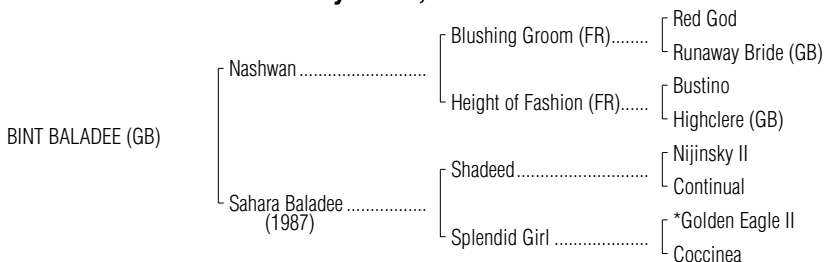 Red God
Blushing Groom (FR)........
Runaway Bride (GB)
Nashwan ...........................
Bustino
Height of Fashion (FR)......
Highclere (GB)
BINT BALADEE (GB)
Nijinsky II
Shadeed............................
Continual
Sahara Baladee .................
(1987)
*Golden Eagle II
Splendid Girl ....................
Coccinea